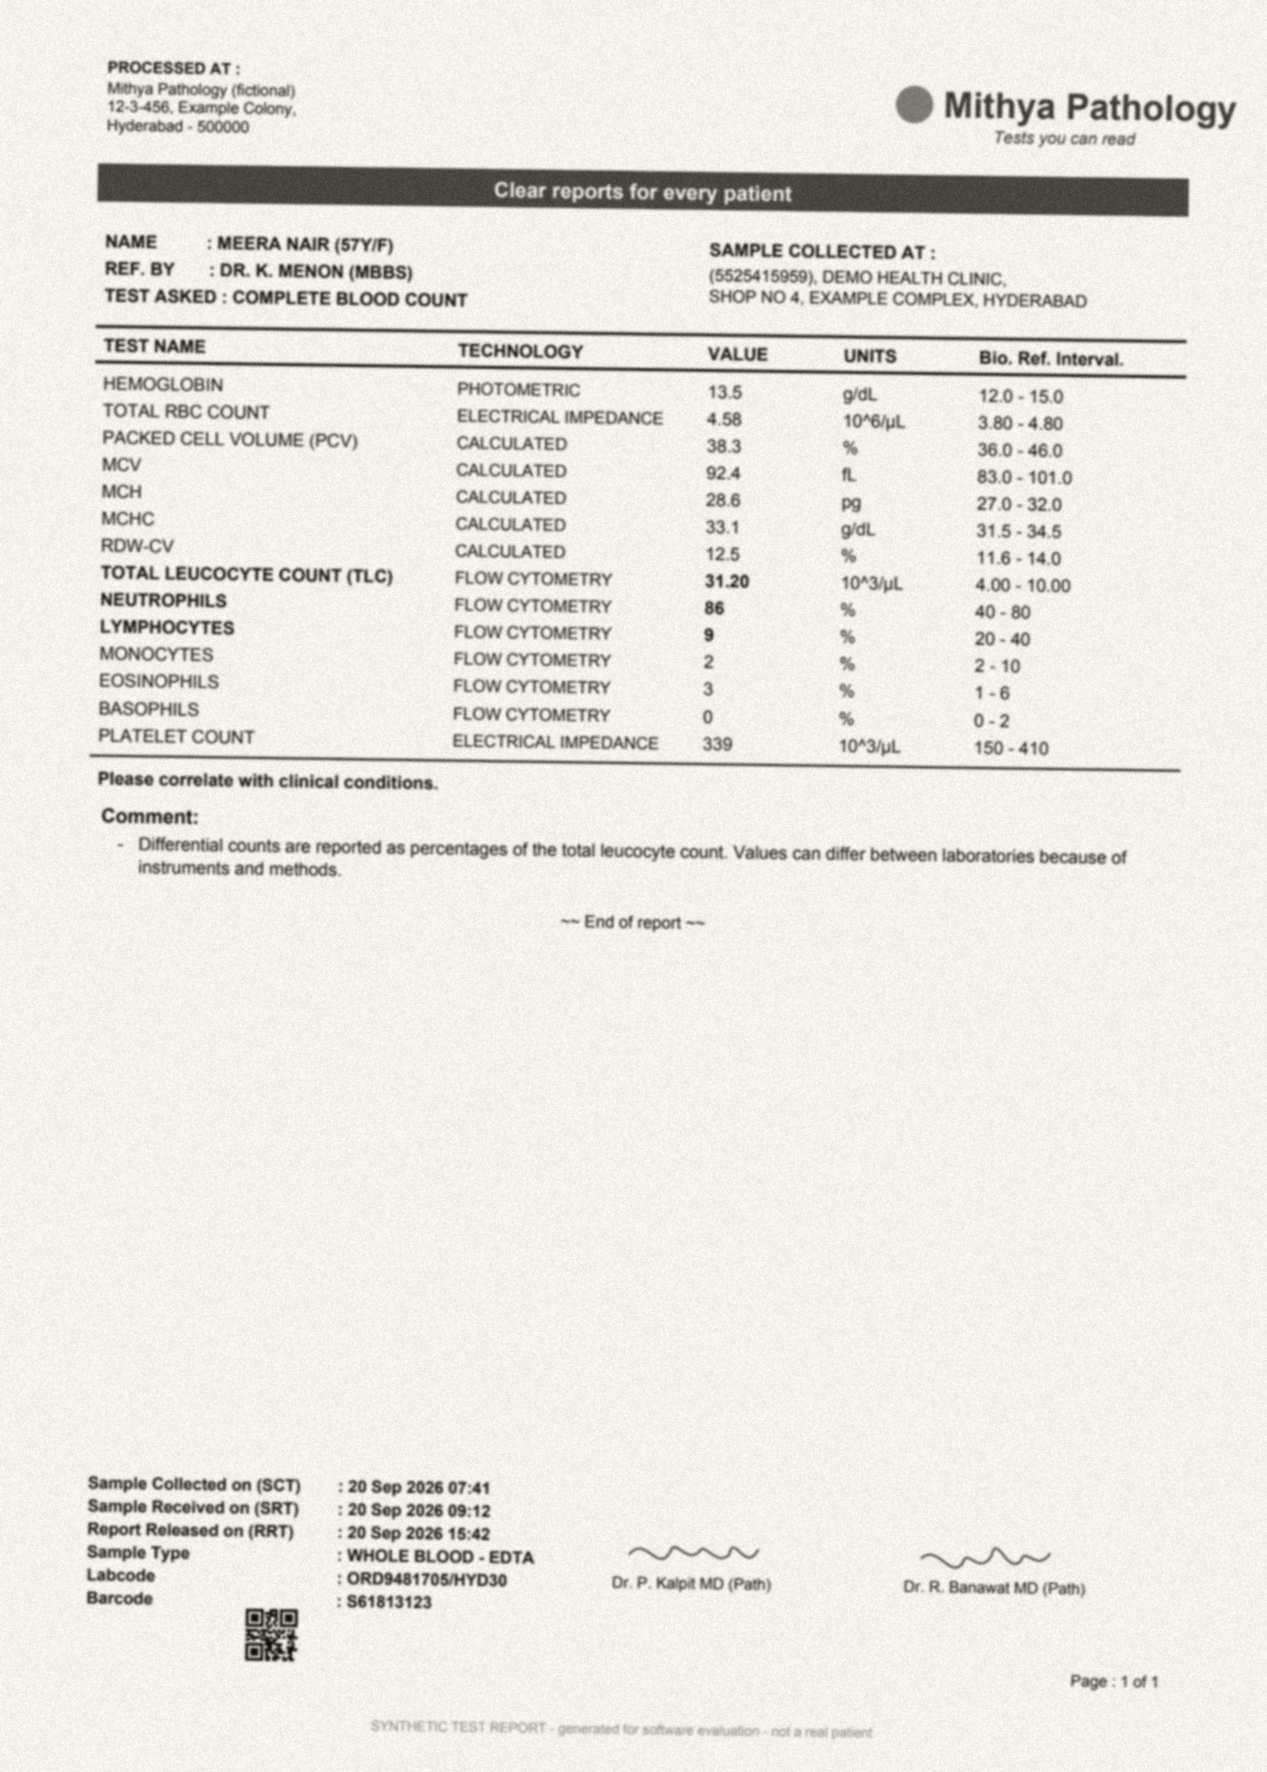 PROCESSED AT :
Mithya Pathology (fictional)
12-3-456, Example Colony,
Hyderabad - 500000
Mithya Pathology
Tests you can read
Clear reports for every patient
NAME : MEERA NAIR (57Y/F)
REF. BY : DR. K. MENON (MBBS)
TEST ASKED : COMPLETE BLOOD COUNT
SAMPLE COLLECTED AT :
(5525415959), DEMO HEALTH CLINIC,
SHOP NO 4, EXAMPLE COMPLEX, HYDERABAD
TEST NAME TECHNOLOGY VALUE UNITS Bio. Ref. Interval.
HEMOGLOBIN PHOTOMETRIC 13.5 g/dL 12.0 - 15.0
TOTAL RBC COUNT ELECTRICAL IMPEDANCE 4.58 10^6/µL 3.80 - 4.80
PACKED CELL VOLUME (PCV) CALCULATED 38.3 % 36.0 - 46.0
MCV CALCULATED 92.4 fL 83.0 - 101.0
MCH CALCULATED 28.6 pg 27.0 - 32.0
MCHC CALCULATED 33.1 g/dL 31.5 - 34.5
RDW-CV CALCULATED 12.5 % 11.6 - 14.0
TOTAL LEUCOCYTE COUNT (TLC) FLOW CYTOMETRY 31.20 10^3/µL 4.00 - 10.00
NEUTROPHILS FLOW CYTOMETRY 86 % 40 - 80
LYMPHOCYTES FLOW CYTOMETRY 9 % 20 - 40
MONOCYTES FLOW CYTOMETRY 2 % 2 - 10
EOSINOPHILS FLOW CYTOMETRY 3 % 1 - 6
BASOPHILS FLOW CYTOMETRY 0 % 0 - 2
PLATELET COUNT ELECTRICAL IMPEDANCE 339 10^3/µL 150 - 410
Please correlate with clinical conditions.
Comment:
- Differential counts are reported as percentages of the total leucocyte count. Values can differ between laboratories because of
instruments and methods.
~~ End of report ~~
Sample Collected on (SCT) : 20 Sep 2026 07:41
Sample Received on (SRT) : 20 Sep 2026 09:12
Report Released on (RRT) : 20 Sep 2026 15:42
Sample Type : WHOLE BLOOD - EDTA
Labcode : ORD9481705/HYD30
Barcode : S61813123
Dr. P. Kalpit MD (Path)
Dr. R. Banawat MD (Path)
Page : 1 of 1
SYNTHETIC TEST REPORT - generated for software evaluation - not a real patient